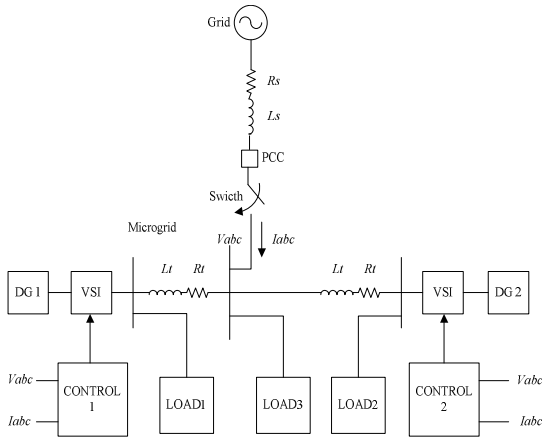 Grid
Rs
Ls
PCC
Swicth
Microgrid
Vabc
Iabc
Lt
Rt
Lt
Rt
DG 1
VSI
VSI
DG 2
Vabc
Iabc
CONTROL
1
LOAD1
LOAD3
LOAD2
CONTROL
2
Vabc
Iabc